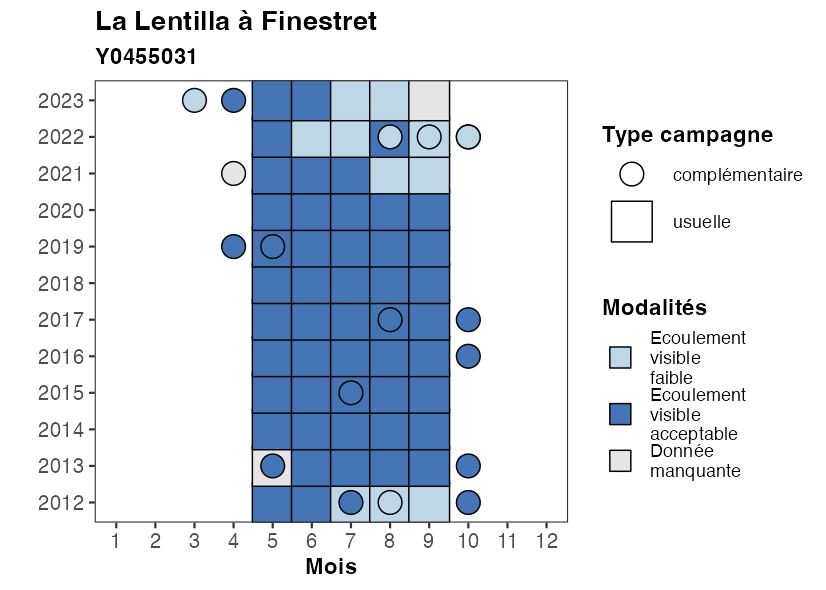 La Lentilla à Finestret
Y0455031
2023
2022
2021
2020
2019
2018
2017
2016
2015
2014
2013
2012
1 2 3 4 5 6 7 8 9 10 11 12
Mois
Type campagne
complémentaire
usuelle
Modalités
Ecoulement
visible
faible
Ecoulement
visible
acceptable
Donnée
manquante